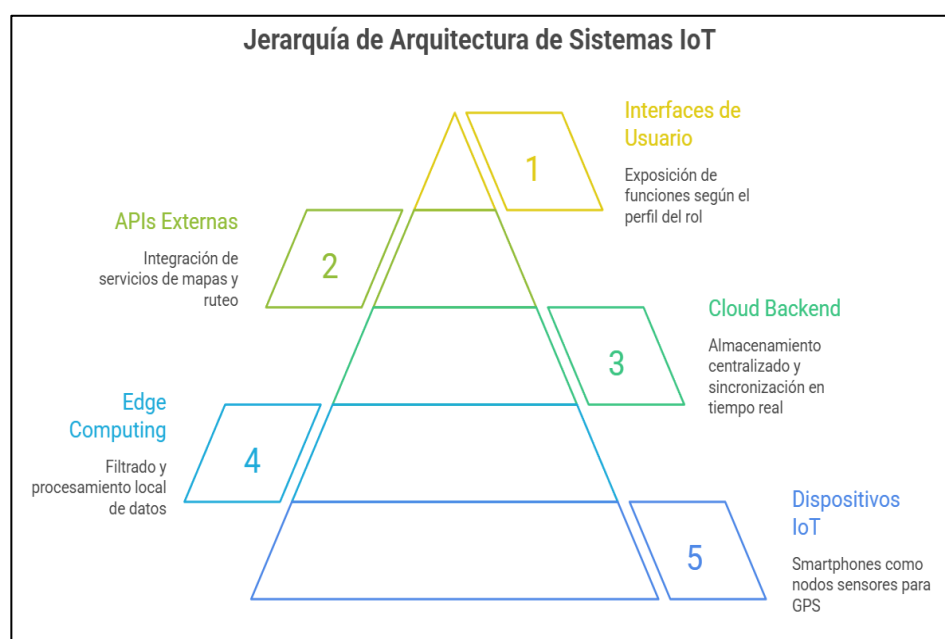 Jerarquía de Arquitectura de Sistemas IoT
1
Interfaces de
Usuario
Exposición de
funciones según el
perfil del rol
APIs Externas
Integración de
servicios de mapas y
ruteo
2
3
Cloud Backend
Almacenamiento
centralizado y
sincronización en
tiempo real
Edge
Computing
Filtrado y
procesamiento local
de datos
4
5
Dispositivos
IoT
Smartphones como
nodos sensores para
GPS